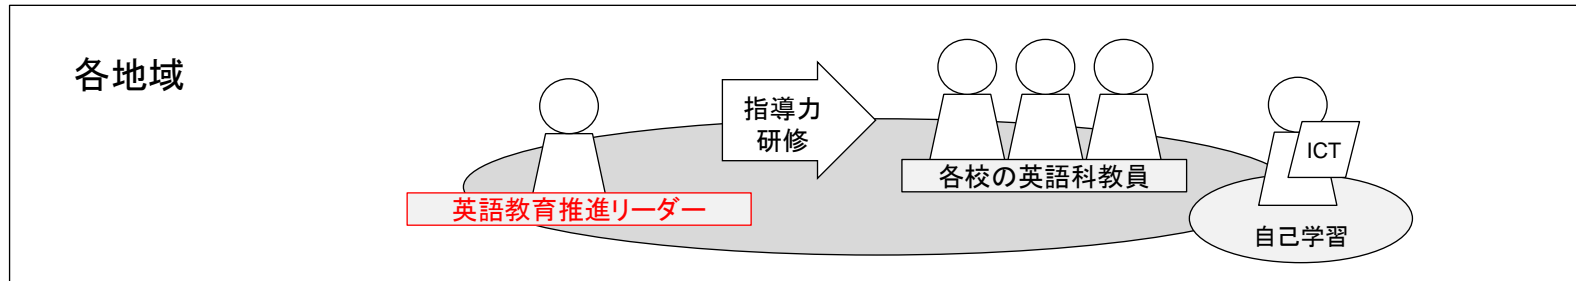 各地域
指導力
研修
英語教育推進リーダー
各校の英語科教員
ICT
自己学習